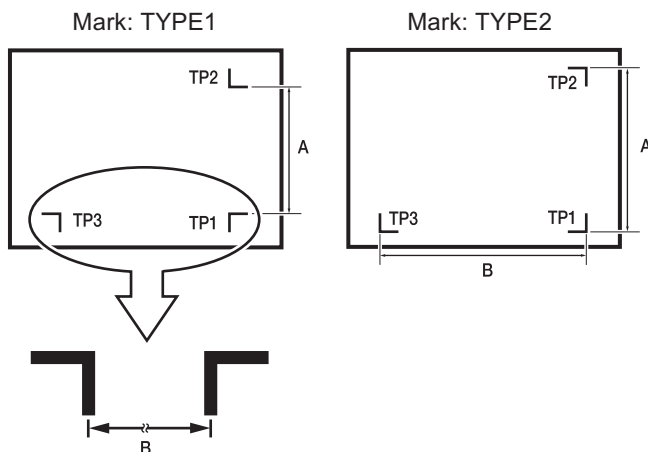 Mark: TYPE1
Mark: TYPE2
TP2
A
TP3
TP1
B
TP2
A
TP3
TP1
B